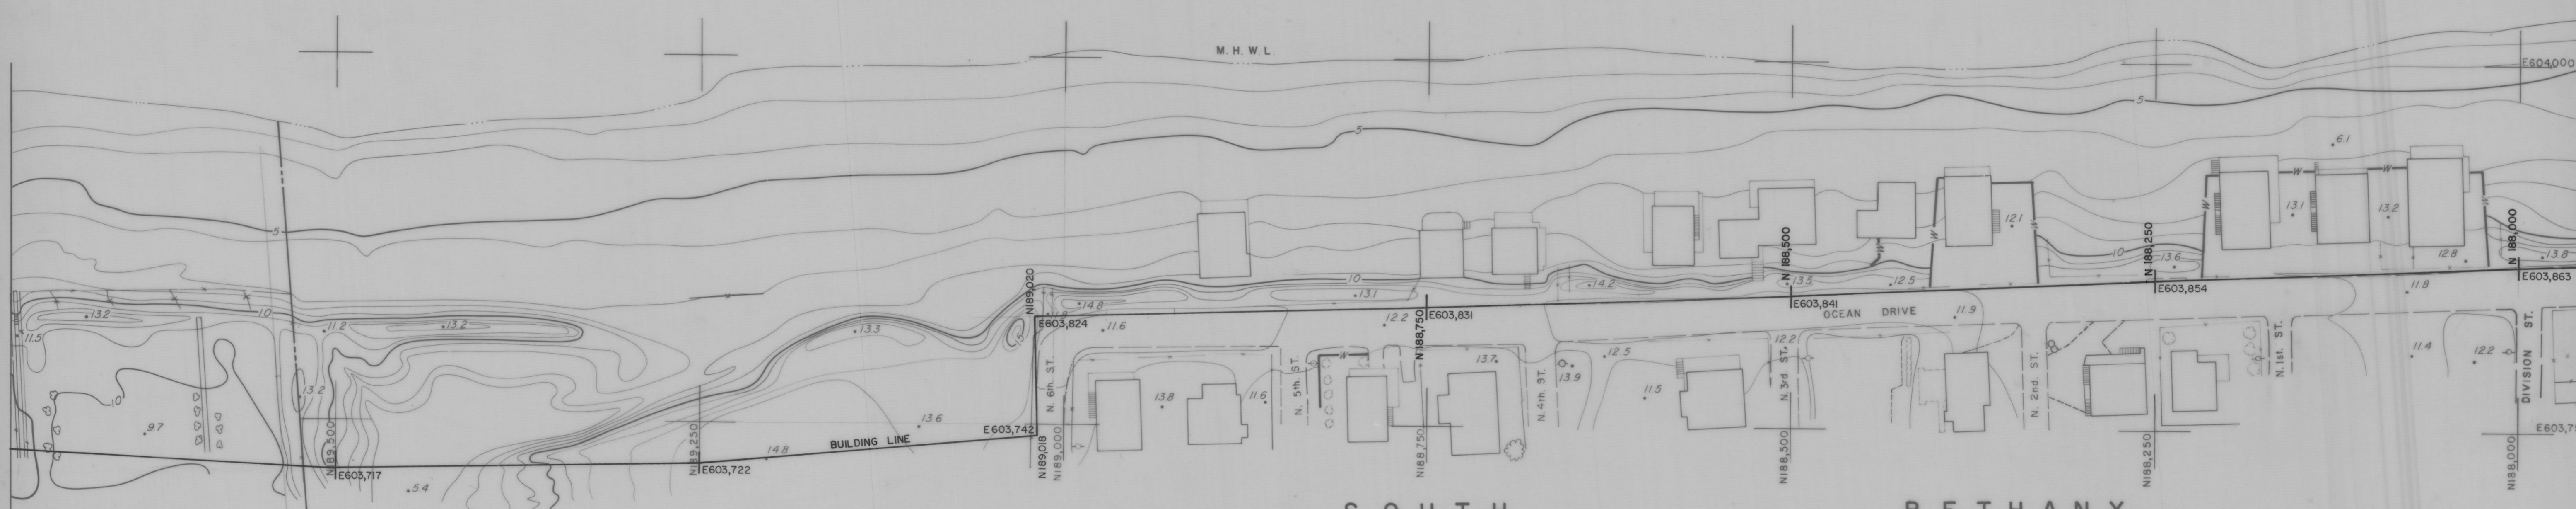 M. H. W. L
E604,000
5
5
5
6.1
12.1
13.1
13.2
W
W
W
W
W
W
W
N189,020
N 188,500
N 188,250
N 188,000
10
10
10
13.2
11.2
13.2
11.5
13.3
14.8
13.1
14.2
13.5
12.5
13.6
12.8
13.8
E603,824
E603,831
E603,841
E603,854
E603,863
11.6
12.2
N 188,750
OCEAN DRIVE
11.9
11.8
N. 6th. ST.
N. 5th. ST.
W
13.7
N. 4th. ST.
12.5
13.9
12.2
N. 3rd. ST.
N. 2nd. ST.
N. 1st. ST.
11.4
12.2
DIVISION ST.
13.2
10
9.7
13.8
11.6
11.5
13.6
E603,742
14.8
BUILDING LINE
N189,500
N189,250
N189,018
N189,000
N188,750
N188,500
N188,250
N188,000
E603,717
E603,722
5.4
SOUTH BETHANY